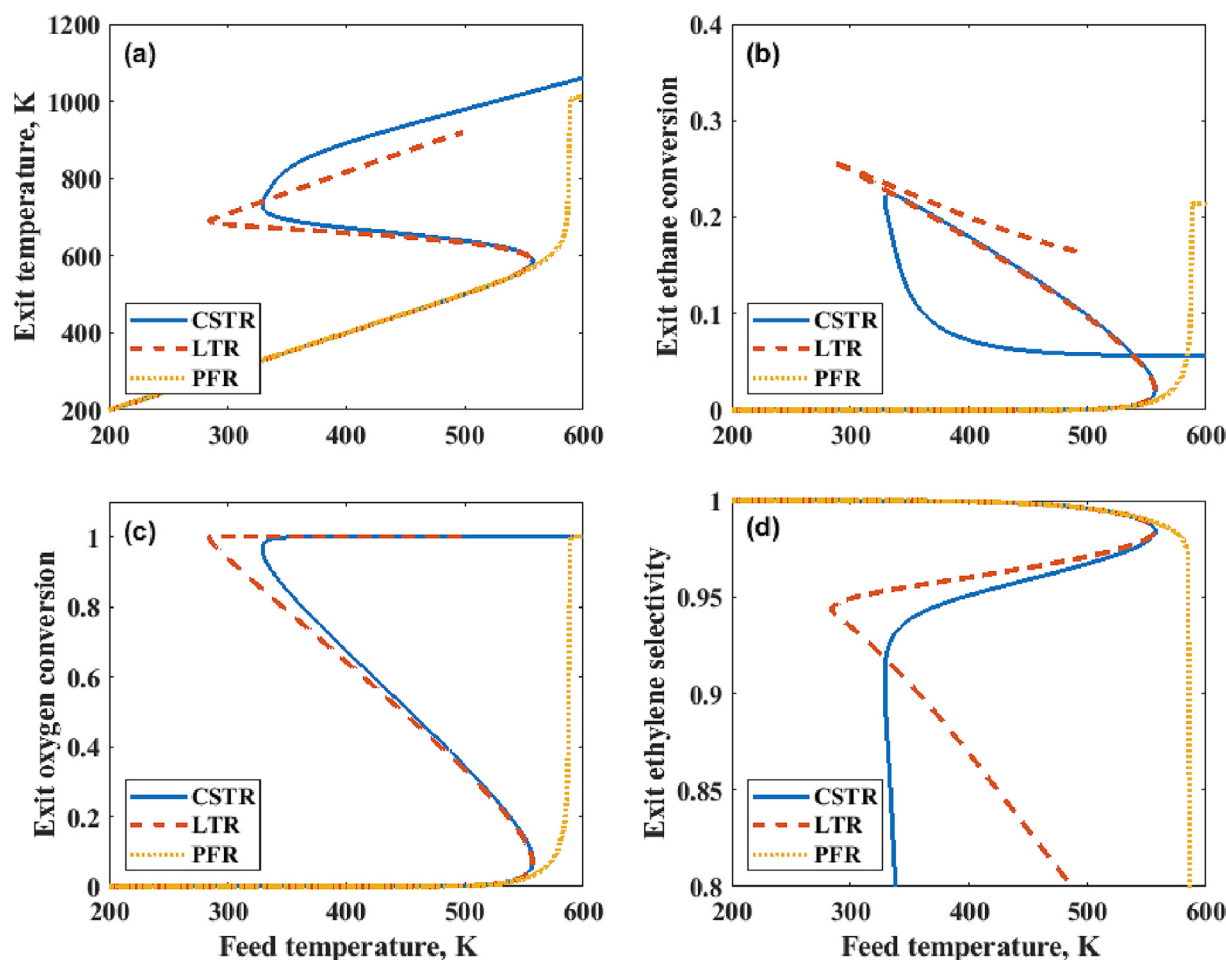 (a)
Exit temperature, K
1200
1000
800
600
400
200
200 300 400 500 600
CSTR
LTR
PFR
(b)
Exit ethane conversion
0.4
0.3
0.2
0.1
0
200 300 400 500 600
CSTR
LTR
PFR
(c)
Exit oxygen conversion
1
0.8
0.6
0.4
0.2
0
200 300 400 500 600
Feed temperature, K
CSTR
LTR
PFR
(d)
Exit ethylene selectivity
1
0.95
0.9
0.85
0.8
200 300 400 500 600
Feed temperature, K
CSTR
LTR
PFR